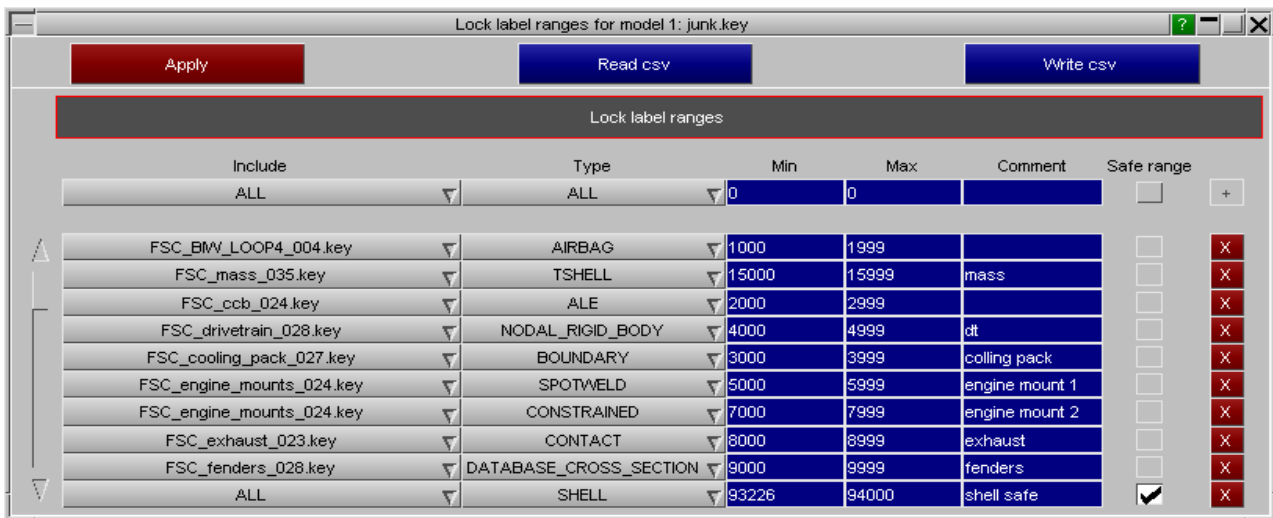 Lock label ranges for model 1: junk.key ?
Apply Read csv Write csv
Lock label ranges
Include Type Min Max Comment Safe range
ALL ALL 0 0 +
FSC_BIW_LOOP4_004.key AIRBAG 1000 1999 X
FSC_mass_035.key TSHELL 15000 15999 mass X
FSC_ccb_024.key ALE 2000 2999 X
FSC_drivetrain_028.key NODAL_RIGID_BODY 4000 4999 dt X
FSC_cooling_pack_027.key BOUNDARY 3000 3999 colling pack X
FSC_engine_mounts_024.key SPOTWELD 5000 5999 engine mount 1 X
FSC_engine_mounts_024.key CONSTRAINED 7000 7999 engine mount 2 X
FSC_exhaust_023.key CONTACT 8000 8999 exhaust X
FSC_fenders_028.key DATABASE_CROSS_SECTION 9000 9999 fenders X
ALL SHELL 93226 94000 shell safe X